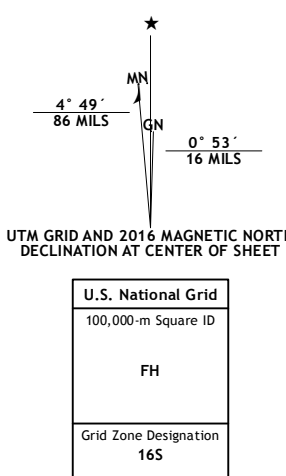 ★
MN
4° 49´
86 MILS
GN
0° 53´
16 MILS
UTM GRID AND 2016 MAGNETIC NORTH
DECLINATION AT CENTER OF SHEET
U.S. National Grid
100,000-m Square ID
FH
Grid Zone Designation
16S